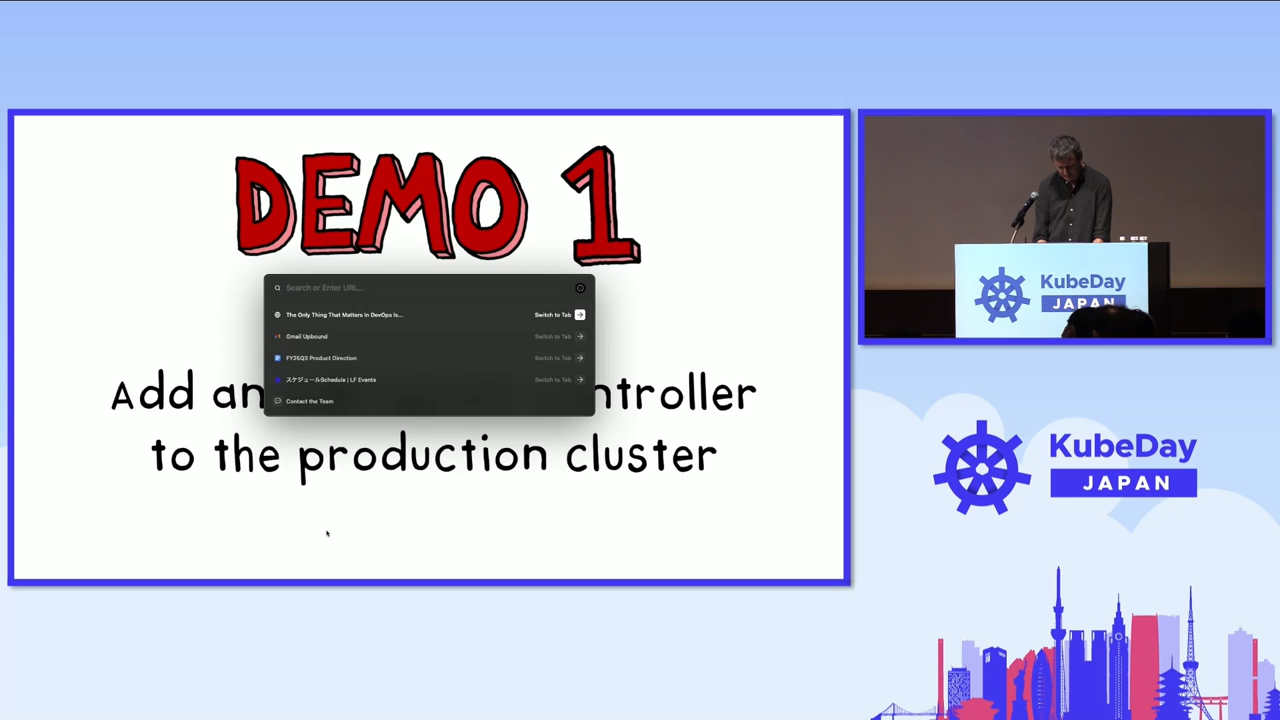 DEMO 1
Search or Enter URL...
The Only Thing That Matters in DevOps Is...
Switch to Tab
Gmail Upbound
Switch to Tab
FY25Q3 Product Direction
Switch to Tab
スケジュールSchedule | LF Events
Switch to Tab
Contact the Team
Add an
ntroller
to the production cluster
KubeDay
JAPAN
KubeDay
JAPAN